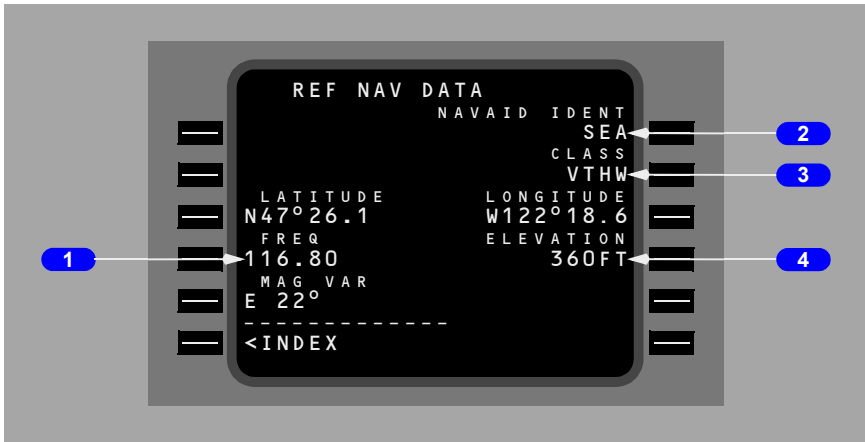 REF NAV DATA
NAVAID IDENT
SEA
2
CLASS
VTHW
3
LATITUDE LONGITUDE
N47°26.1 W122°18.6
FREQ ELEVATION
1 116.80 360FT 4
MAG VAR
E 22°
-------------
<INDEX